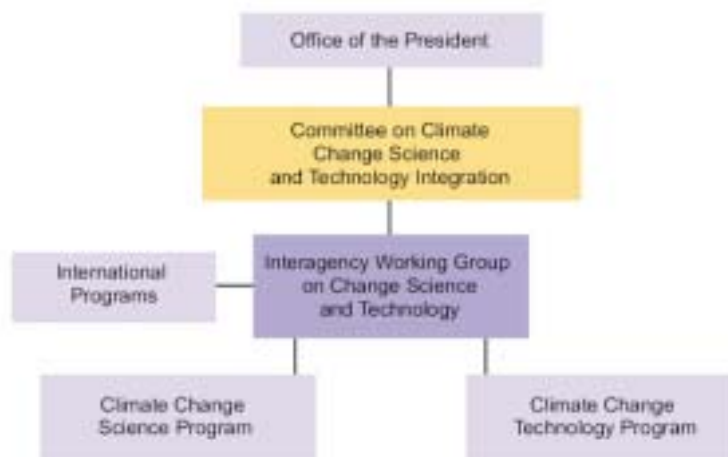 Office of the President
Committee on Climate
Change Science
and Technology Integration
International
Programs
Interagency Working Group
on Change Science
and Technology
Climate Change
Science Program
Climate Change
Technology Program